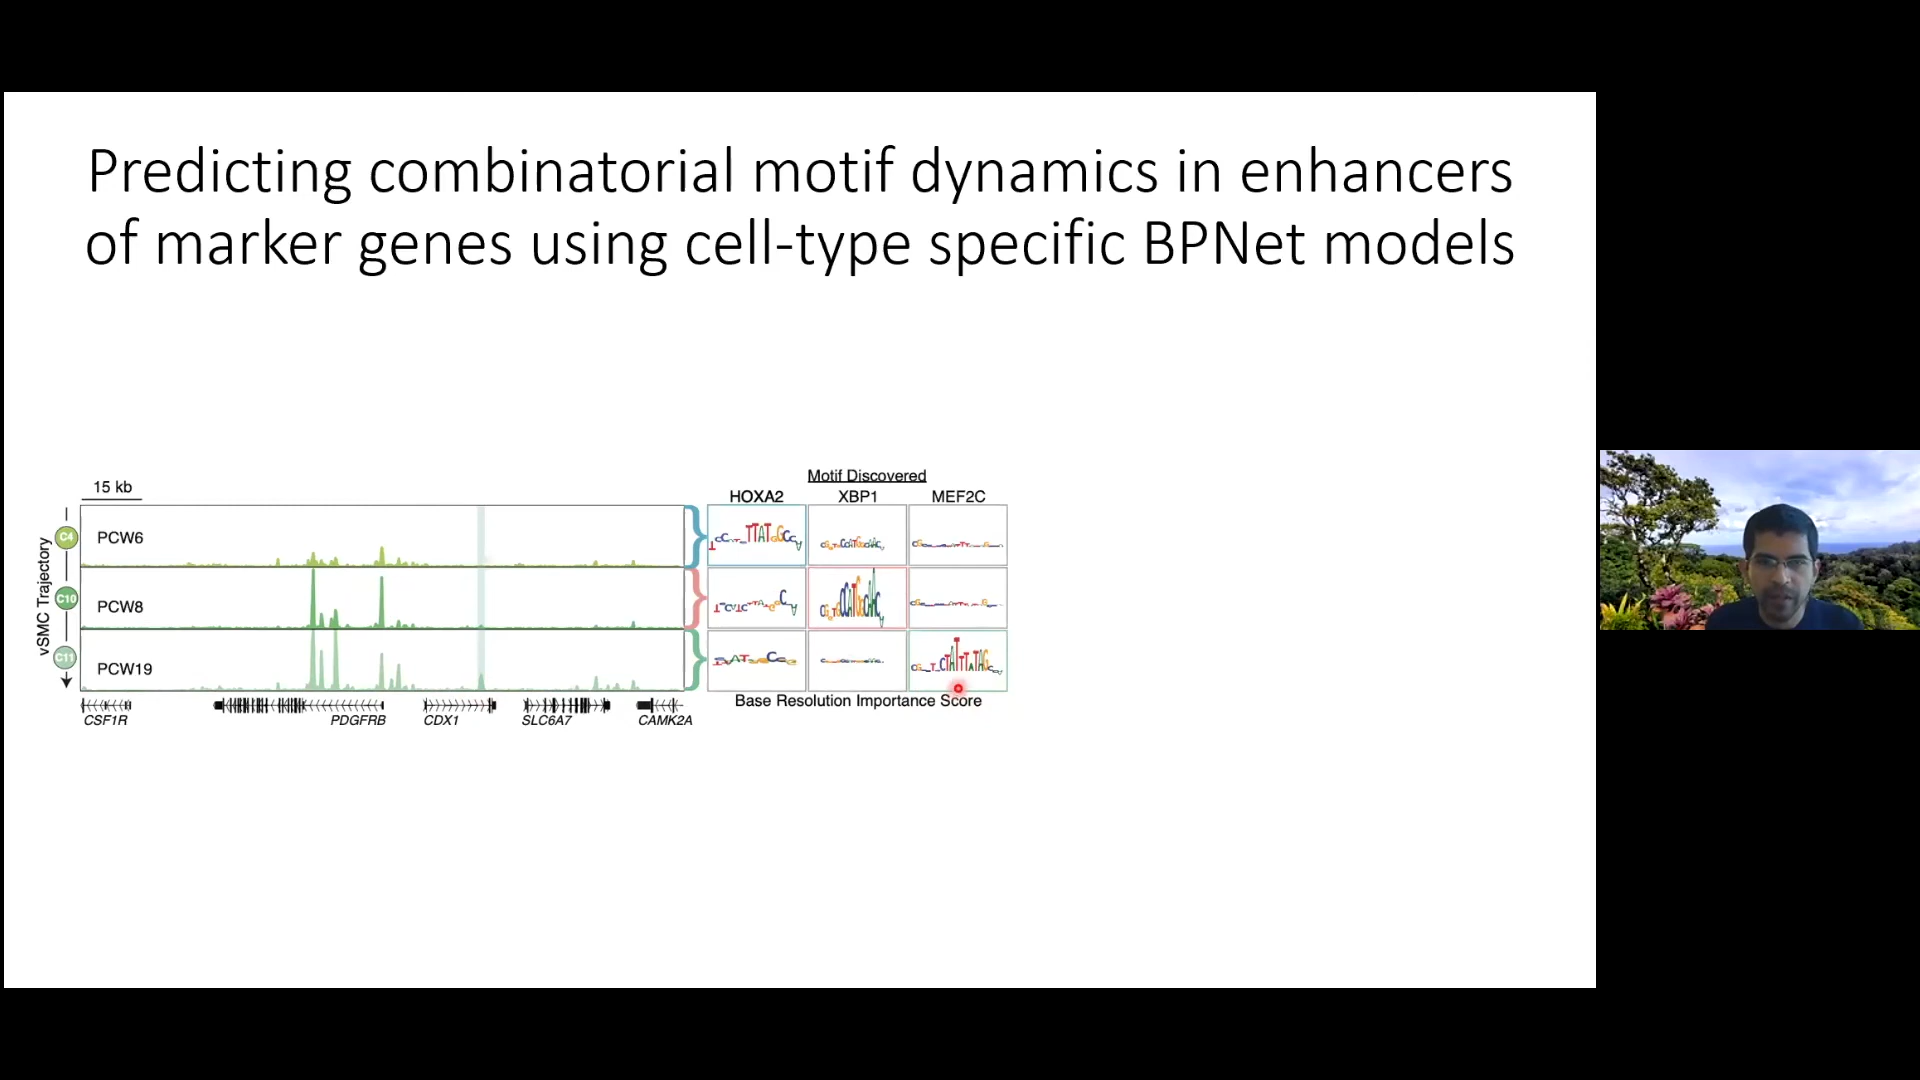 Predicting combinatorial motif dynamics in enhancers
of marker genes using cell-type specific BPNet models
Motif Discovered
15 kb
HOXA2 XBP1 MEF2C
vSMC Trajectory
C4
PCW6
C10
PCW8
C11
PCW19
Base Resolution Importance Score
CSF1R PDGFRB CDX1 SLC6A7 CAMK2A